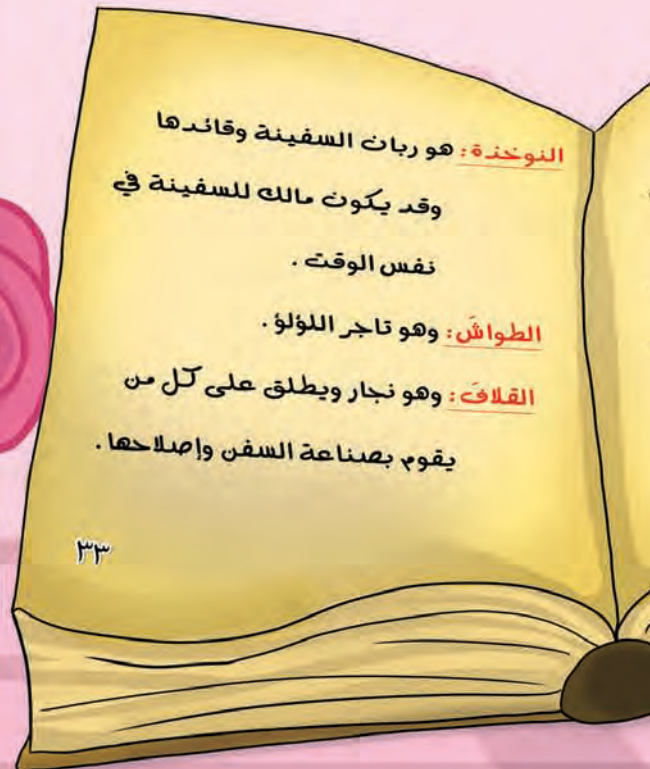 النوخذة: هو ربان السفينة وقائدها
وقد يكون مالك للسفينة في
نفس الوقت.
الطواشَ: وهو تاجر اللؤلؤ.
القلافَ: وهو نجار ويطلق على كل من
يقوم بصناعة السفن وإصلاحها.
٣٣